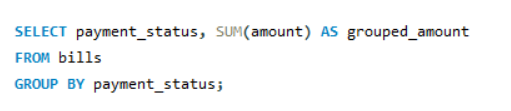 SELECT payment_status, SUM(amount) AS grouped_amount
FROM bills
GROUP BY payment_status;